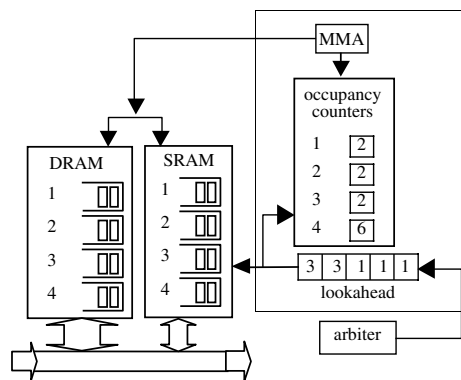 MMA
occupancy
counters
1 2
2 2
3 2
4 6
DRAM
1
2
3
4
SRAM
1
2
3
4
3 3 1 1 1
lookahead
arbiter